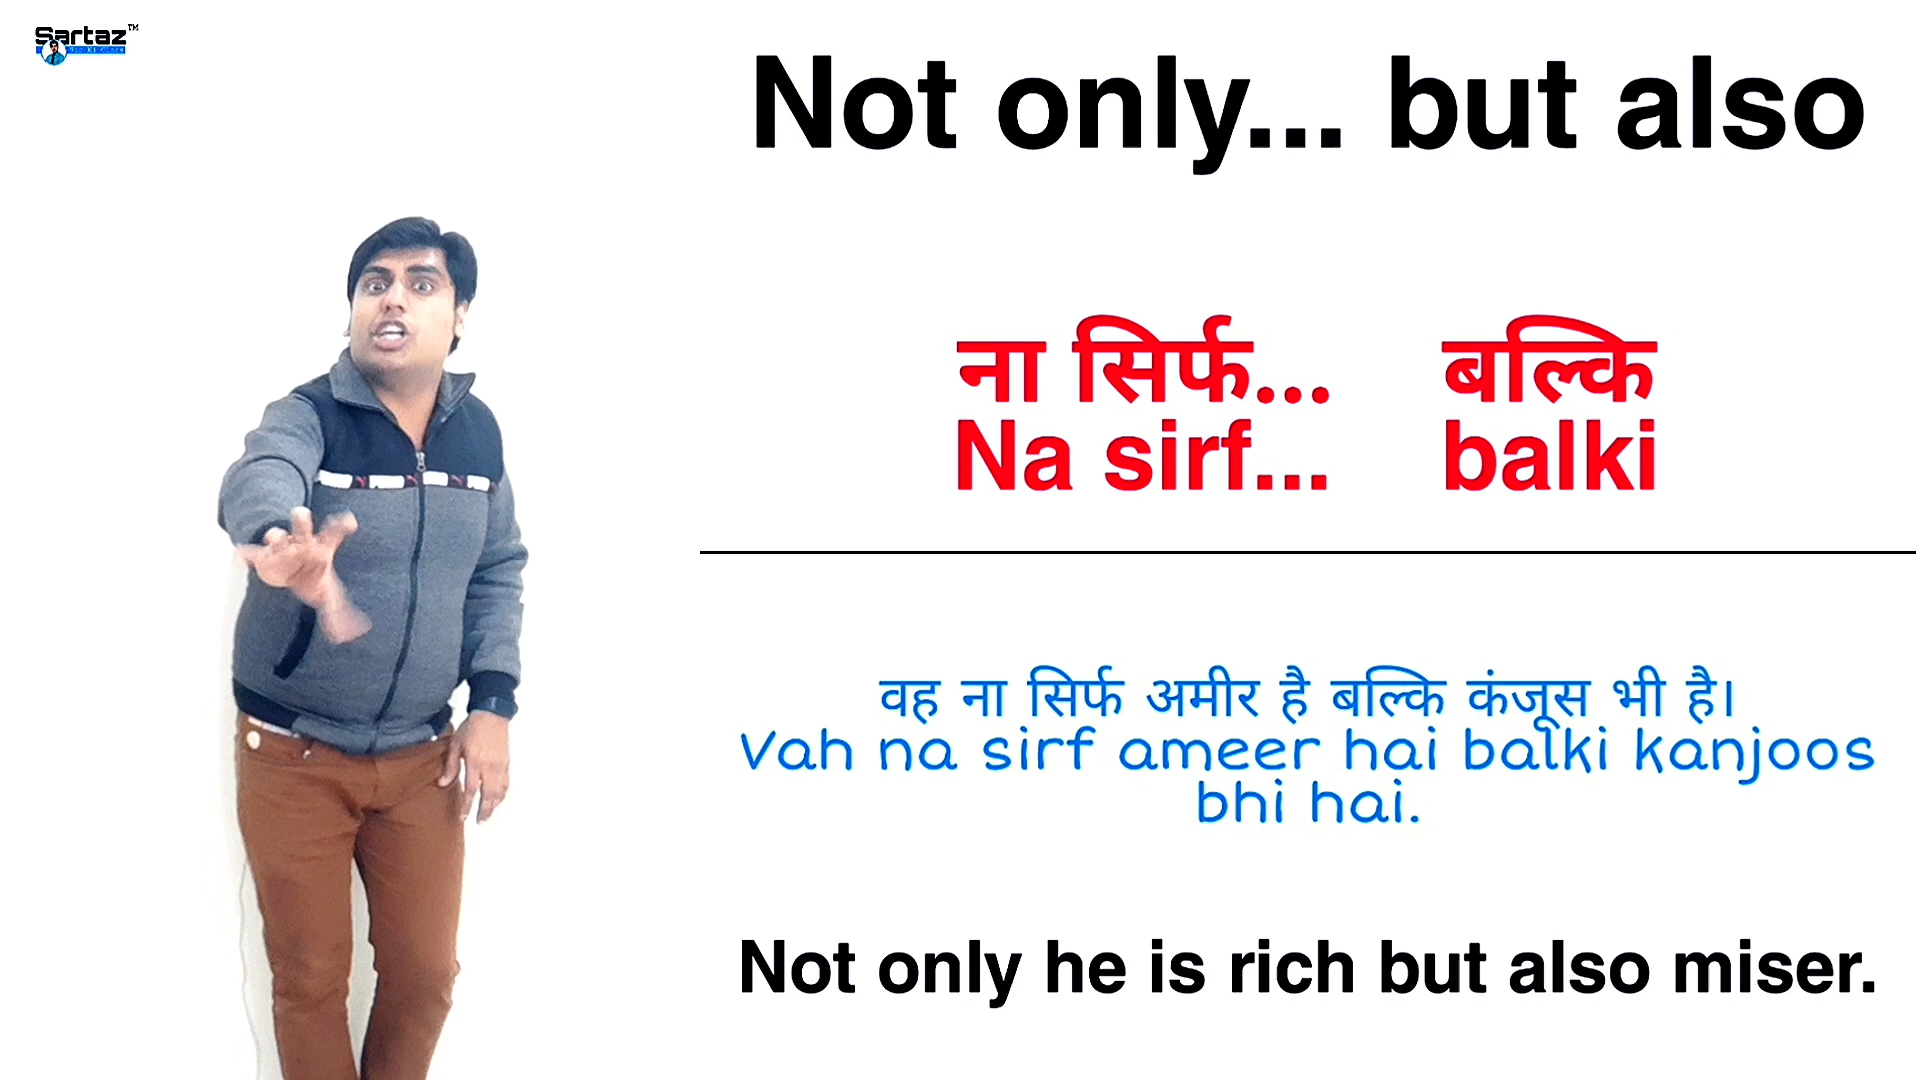 Sartaz™
Not only... but also
ना सिर्फ... बल्कि
Na sirf... balki
वह ना सिर्फ अमीर है बल्कि कंजूस भी है।
Vah na sirf ameer hai balki kanjoos
bhi hai.
Not only he is rich but also miser.